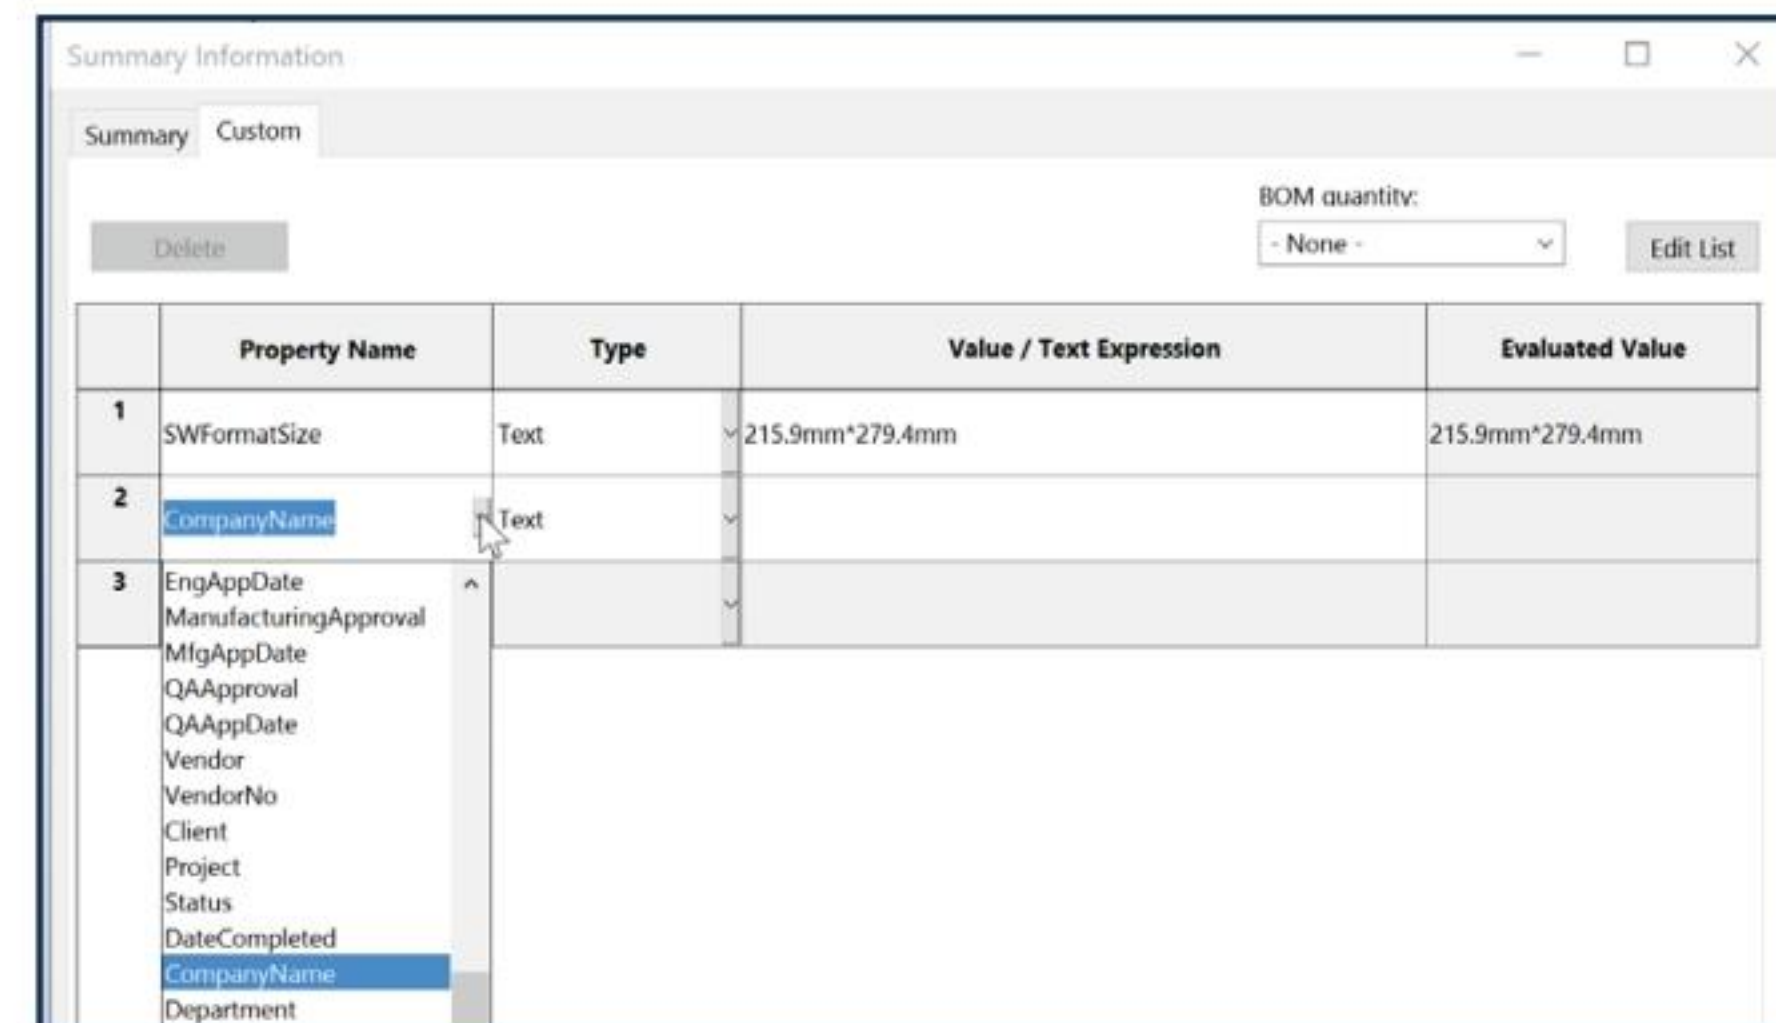 Summary Information
Summary Custom
BOM quantity:
Delete - None - Edit List
Property Name Type Value / Text Expression Evaluated Value
1 SWFormatSize Text 215.9mm*279.4mm 215.9mm*279.4mm
2 CompanyName Text
3 EngAppDate
ManufacturingApproval
MfgAppDate
QAApproval
QAAppDate
Vendor
VendorNo
Client
Project
Status
DateCompleted
CompanyName
Department